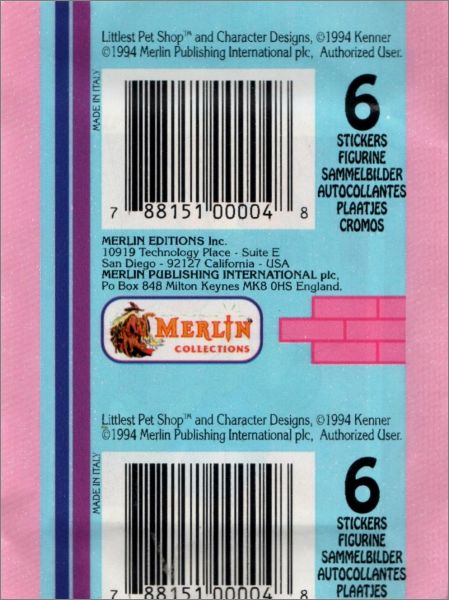 Littlest Pet Shop™ and Character Designs, ©1994 Kenner
©1994 Merlin Publishing International plc, Authorized User.
MADE IN ITALY
6
STICKERS
FIGURINE
SAMMELBILDER
AUTOCOLLANTES
PLAATJES
CROMOS
7 88151 00004 8
MERLIN EDITIONS Inc.
10919 Technology Place - Suite E
San Diego - 92127 California - USA
MERLIN PUBLISHING INTERNATIONAL plc,
Po Box 848 Milton Keynes MK8 0HS England.
MERLIN
COLLECTIONS
Littlest Pet Shop™ and Character Designs, ©1994 Kenner
©1994 Merlin Publishing International plc, Authorized User.
MADE IN ITALY
6
STICKERS
FIGURINE
SAMMELBILDER
AUTOCOLLANTES
PLAATJES
7 88151 00004 8